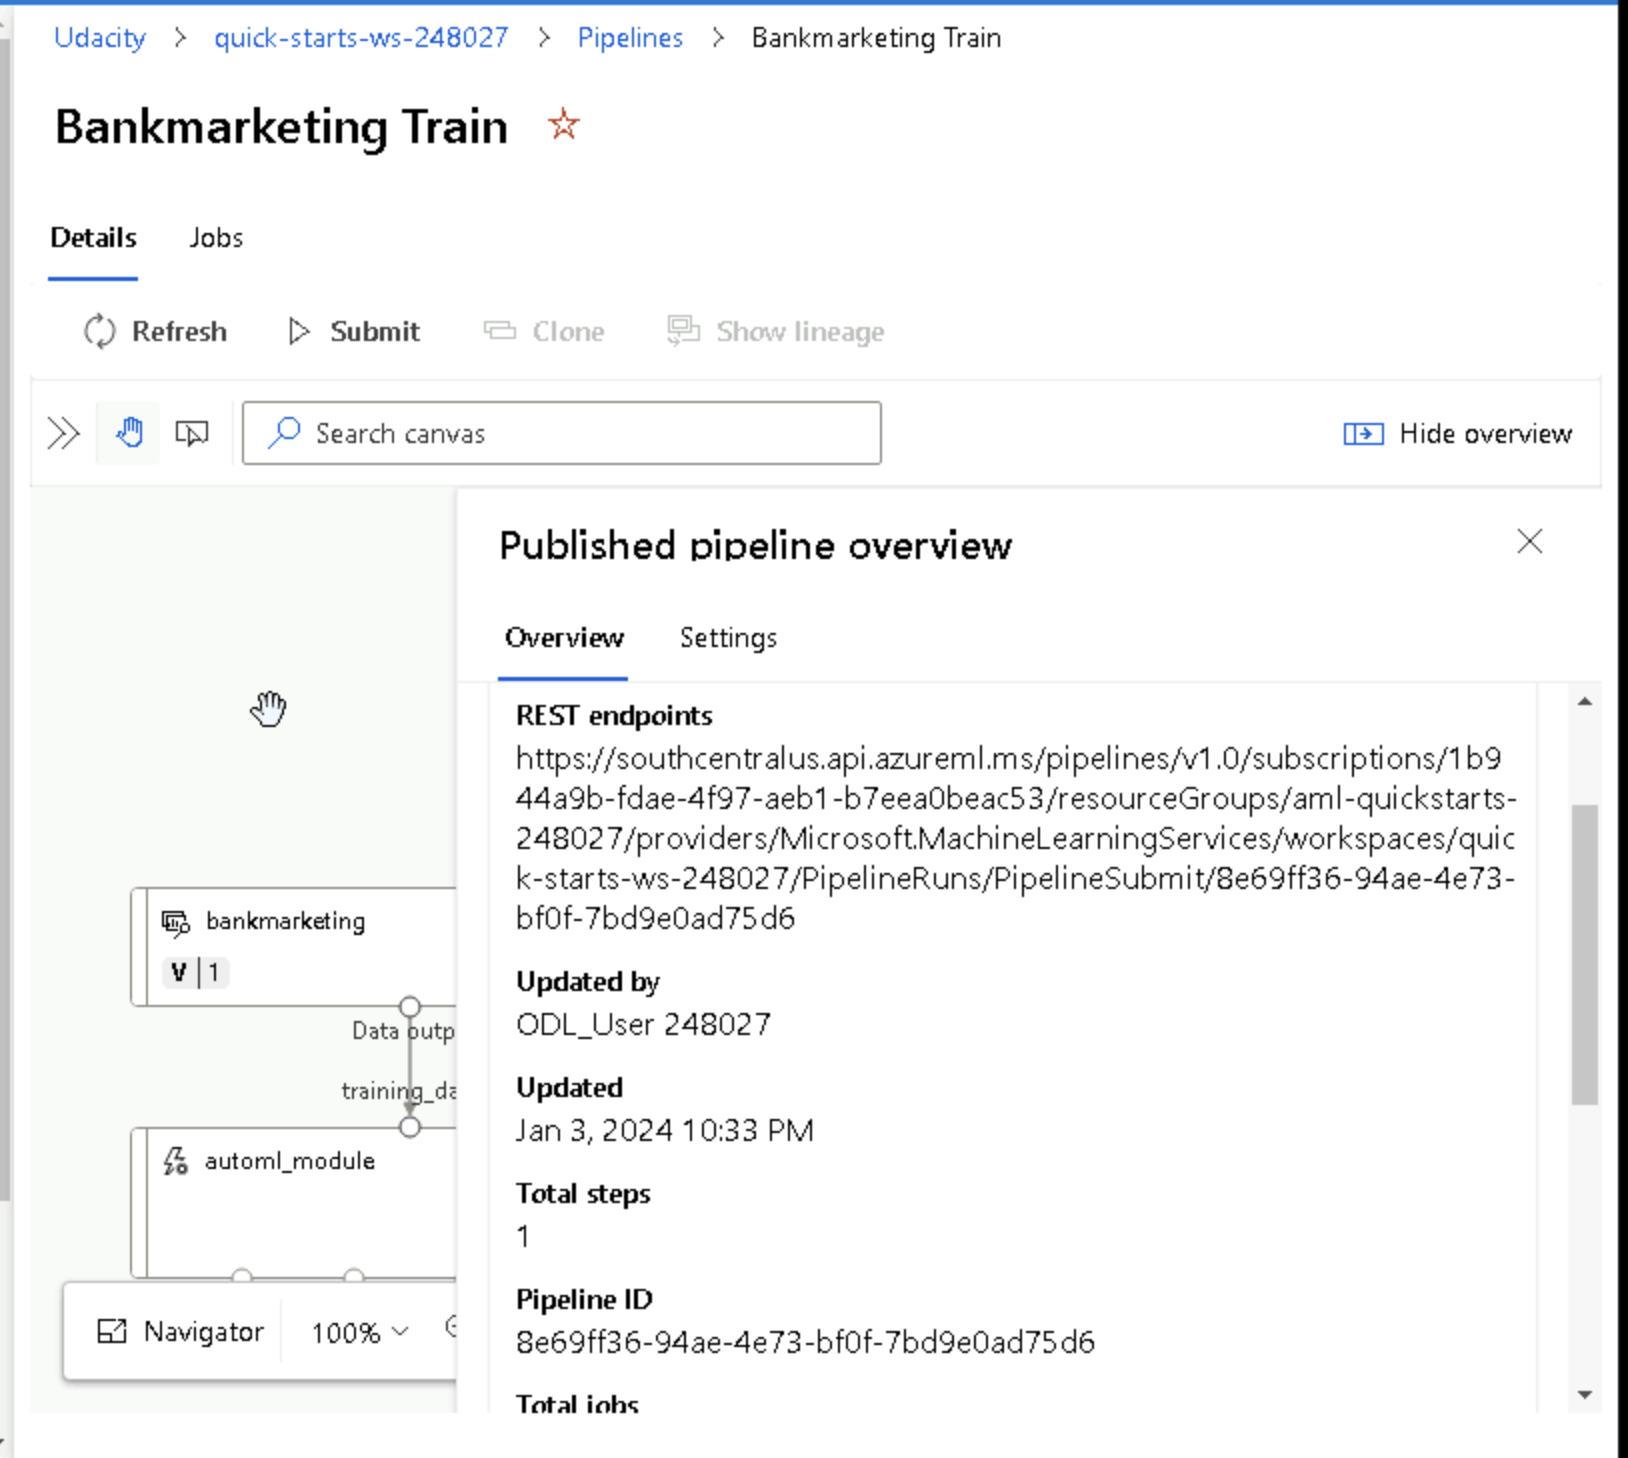 Udacity > quick-starts-ws-248027 > Pipelines > Bankmarketing Train
Bankmarketing Train
Details Jobs
Refresh Submit Clone Show lineage
Search canvas Hide overview
Published pipeline overview
Overview Settings
REST endpoints
https://southcentralus.api.azureml.ms/pipelines/v1.0/subscriptions/1b9
44a9b-fdae-4f97-aeb1-b7eea0beac53/resourceGroups/aml-quickstarts-
248027/providers/Microsoft.MachineLearningServices/workspaces/quic
k-starts-ws-248027/PipelineRuns/PipelineSubmit/8e69ff36-94ae-4e73-
bf0f-7bd9e0ad75d6
Updated by
ODL_User 248027
Updated
Jan 3, 2024 10:33 PM
Total steps
1
Pipeline ID
8e69ff36-94ae-4e73-bf0f-7bd9e0ad75d6
Total jobs
bankmarketing
V | 1
Data outp
training_da
automl_module
Navigator 100%